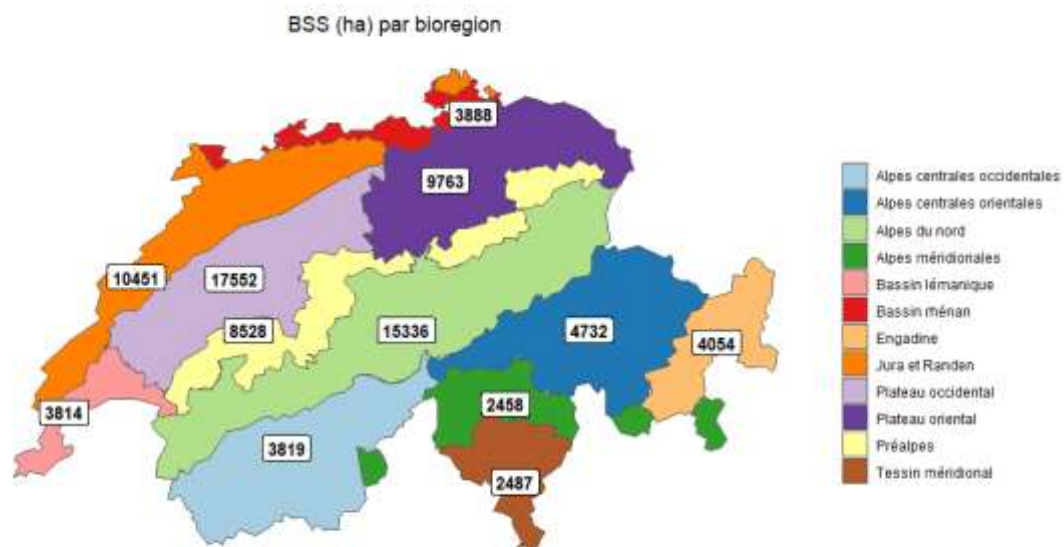 BSS (ha) par bioregion
3888
9763
10451
17552
8528
15336
4732
4054
3814
3819
2458
2487
Alpes centrales occidentales
Alpes centrales orientales
Alpes du nord
Alpes méridionales
Bassin lémanique
Bassin rhénan
Engadine
Jura et Randen
Plateau occidental
Plateau oriental
Préalpes
Tessin méridional